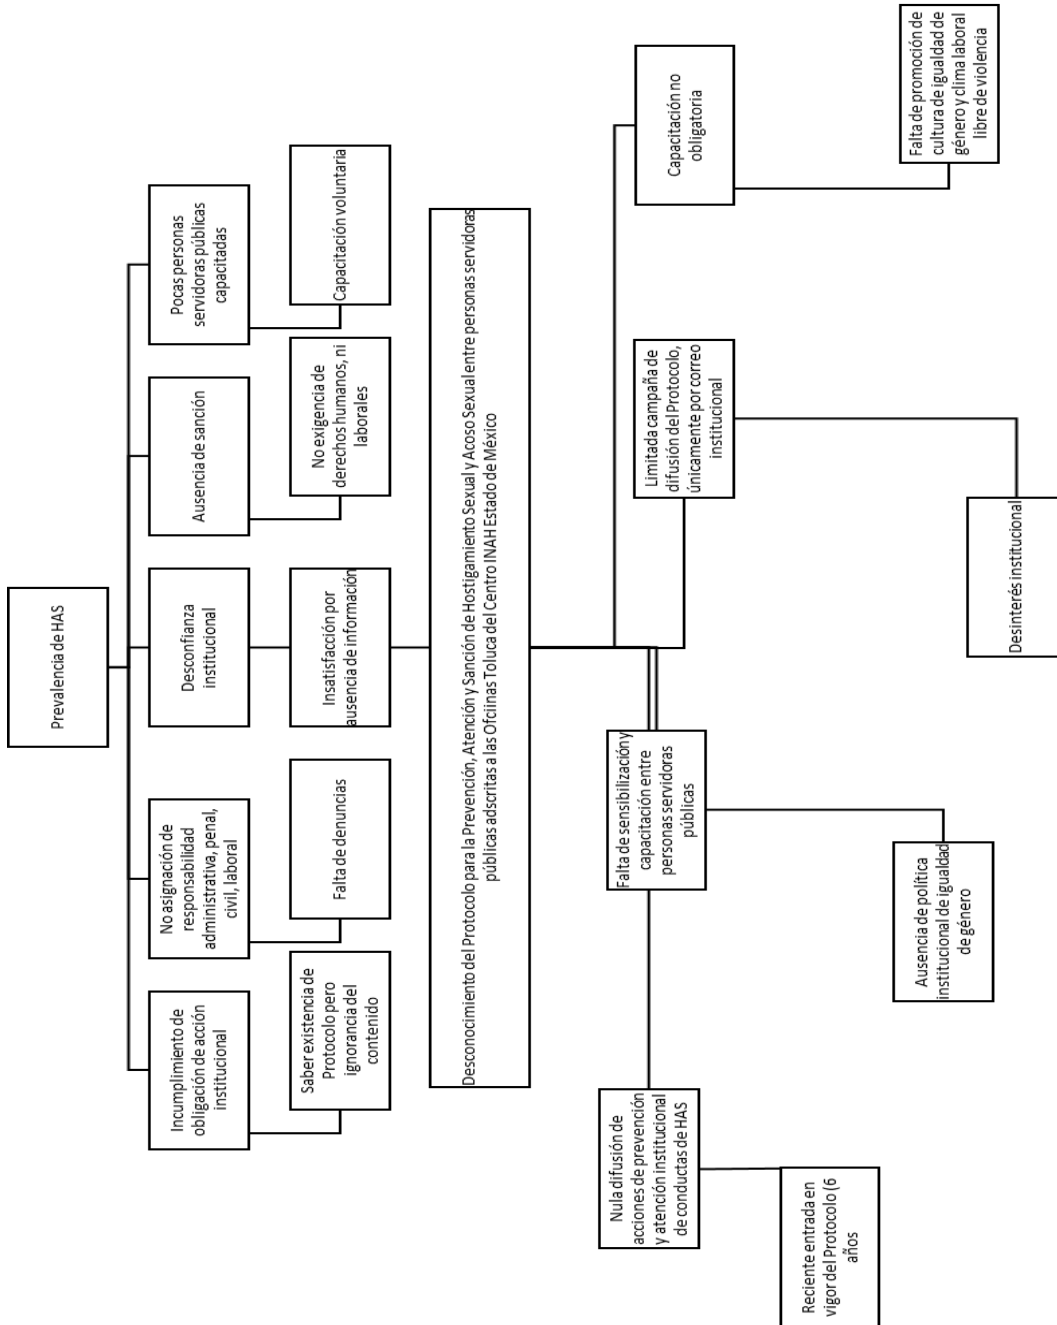 Prevalencia de HAS
Incumplimiento de
obligación de acción
institucional
No asignación de
responsabilidad
administrativa, penal,
civil, laboral
Desconfianza
institucional
Ausencia de sanción
Pocas personas
servidoras públicas
capacitadas
Saber existencia de
Protocolo pero
ignorancia del
contenido
Falta de denuncias
Insatisfacción por
ausencia de información
No exigencia de
derechos humanos, ni
laborales
Capacitación voluntaria
Desconocimiento del Protocolo para la Prevención, Atención y Sanción de Hostigamiento Sexual y Acoso Sexual entre personas servidoras
públicas adscritas a las Ofciinas Toluca del Centro INAH Estado de México
Nula difusión de
acciones de prevención
y atención institucional
de conductas de HAS
Falta de sensibilización y
capacitación entre
personas servidoras
públicas
Limitada campaña de
difusión del Protocolo,
únicamente por correo
institucional
Capacitación no
obligatoria
Reciente entrada en
vigor del Protocolo (6
años
Ausencia de política
institucional de igualdad
de género
Desinterés institucional
Falta de promoción de
cultura de igualdad de
género y clima laboral
libre de violencia